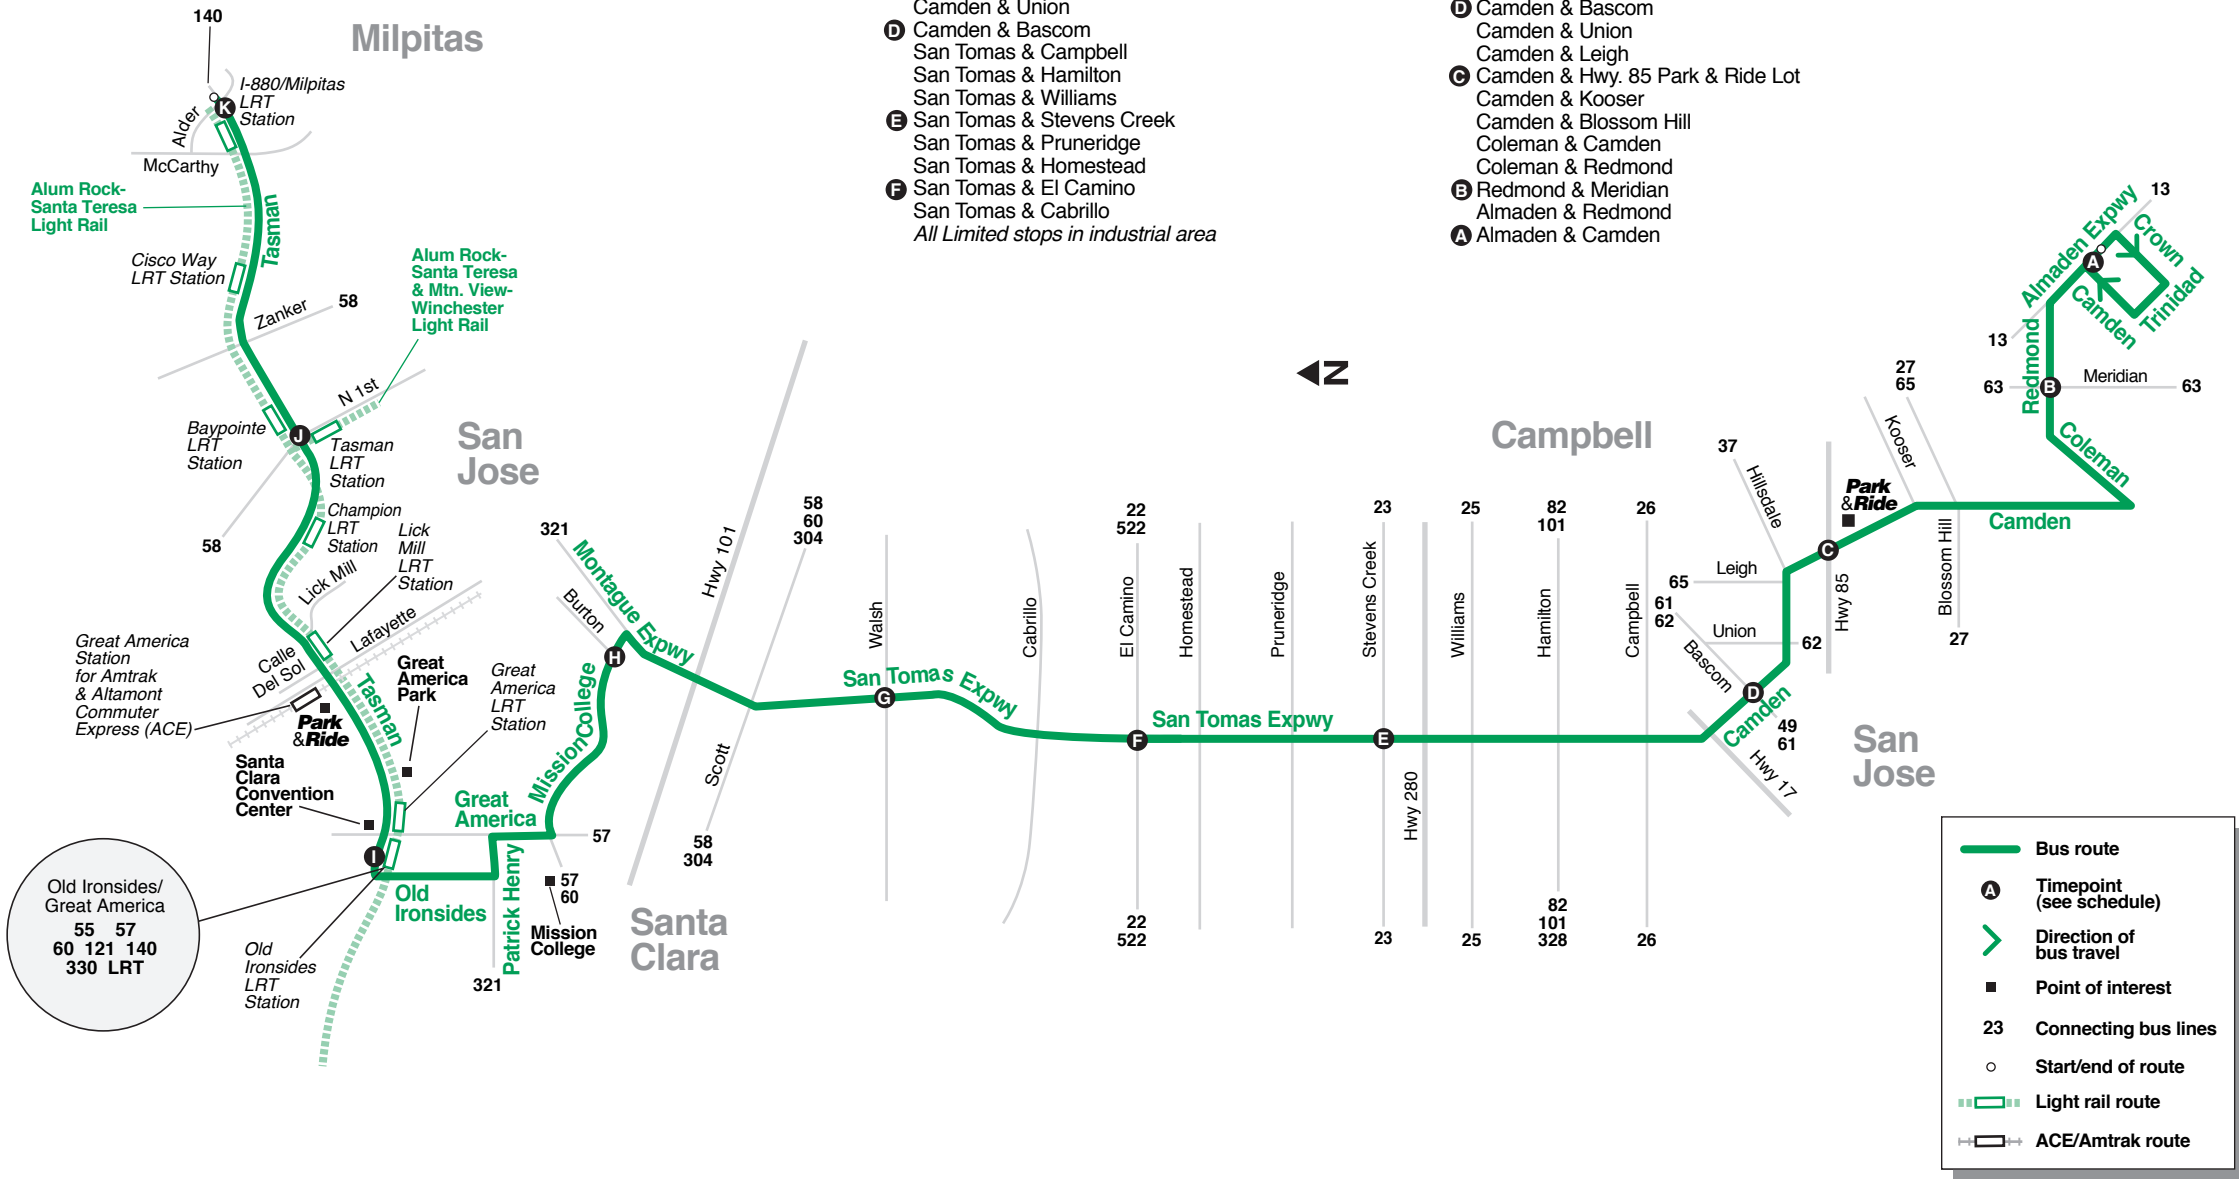 140
Milpitas
I-880/Milpitas
LRT
Station
K
Alder
McCarthy
Alum Rock-
Santa Teresa
Light Rail
Tasman
Cisco Way
LRT Station
Alum Rock-
Santa Teresa
& Mtn. View-
Winchester
Light Rail
Zanker
58
N 1st
J
Baypointe
LRT
Station
Tasman
LRT
Station
San
Jose
58
Champion
LRT
Station
Lick
Mill
LRT
Station
Lick Mill
Lafayette
Calle
Del Sol
Great America
Station
for Amtrak
& Altamont
Commuter
Express (ACE)
Park
&Ride
Great
America
Park
Tasman
Great
America
LRT
Station
Santa
Clara
Convention
Center
I
Old Ironsides/
Great America
55 57
60 121 140
330 LRT
Old
Ironsides
LRT
Station
Old
Ironsides
Great
America
Patrick Henry
321
57
57
60
Mission
College
Mission College
H
Burton
321
Montague Expwy
Hwy 101
58
60
304
Scott
58
304
Santa
Clara
Walsh
G
San Tomas Expwy
Cabrillo
Camden & Union
D Camden & Bascom
San Tomas & Campbell
San Tomas & Hamilton
San Tomas & Williams
E San Tomas & Stevens Creek
San Tomas & Pruneridge
San Tomas & Homestead
F San Tomas & El Camino
San Tomas & Cabrillo
All Limited stops in industrial area
D Camden & Bascom
Camden & Union
Camden & Leigh
C Camden & Hwy. 85 Park & Ride Lot
Camden & Kooser
Camden & Blossom Hill
Coleman & Camden
Coleman & Redmond
B Redmond & Meridian
Almaden & Redmond
A Almaden & Camden
N
22
522
El Camino
F
22
522
San Tomas Expwy
Homestead
Pruneridge
23
Stevens Creek
E
23
Hwy 280
25
Williams
25
82
101
Hamilton
82
101
328
26
Campbell
26
Campbell
37
Hillsdale
Leigh
65
61
62
Union
62
Bascom
D
Camden
49
61
Hwy 17
San
Jose
Hwy 85
C
Park
&Ride
Kooser
27
65
Blossom Hill
27
Camden
Coleman
Redmond
63
B
Meridian
63
13
Almaden Expwy
13
A
Crown
Trinidad
Camden
Bus route
A
Timepoint
(see schedule)
Direction of
bus travel
Point of interest
23
Connecting bus lines
Start/end of route
Light rail route
ACE/Amtrak route